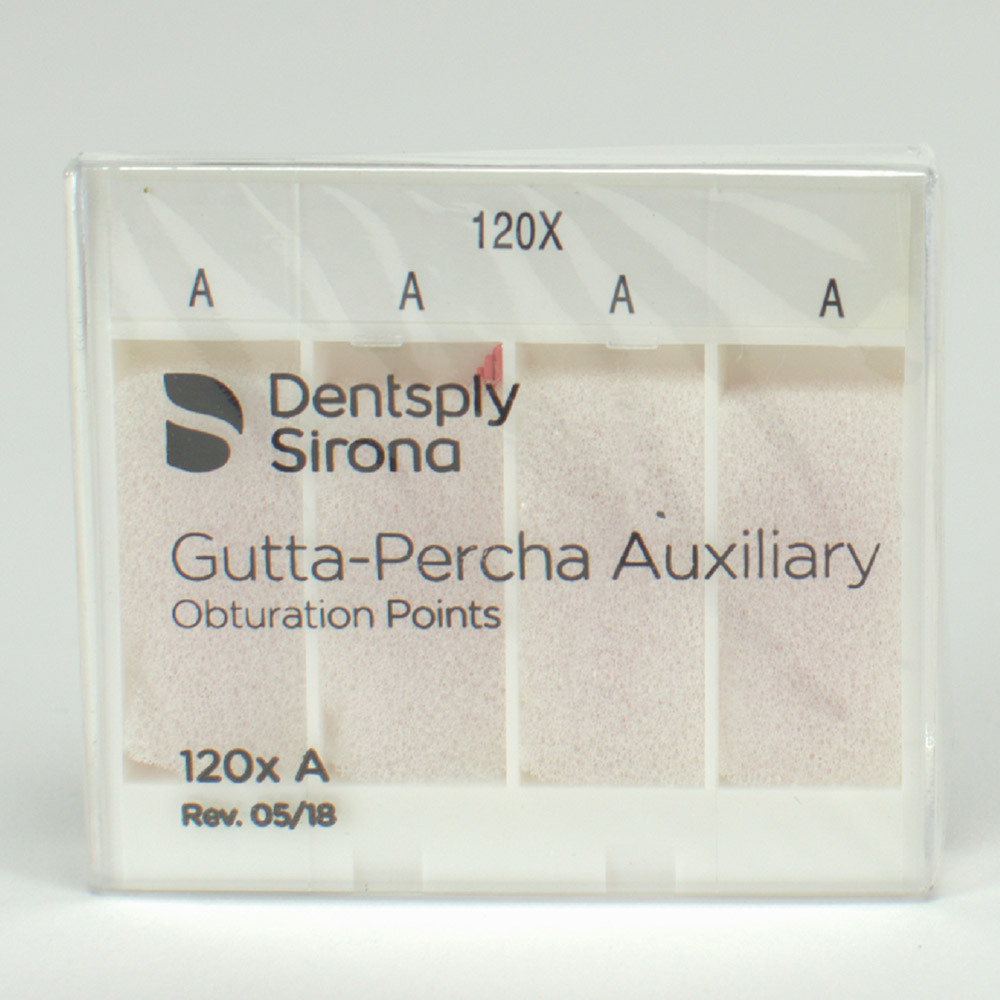 120X
A A A A
Dentsply
Sirona
Gutta-Percha Auxiliary
Obturation Points
120x A
Rev. 05/18